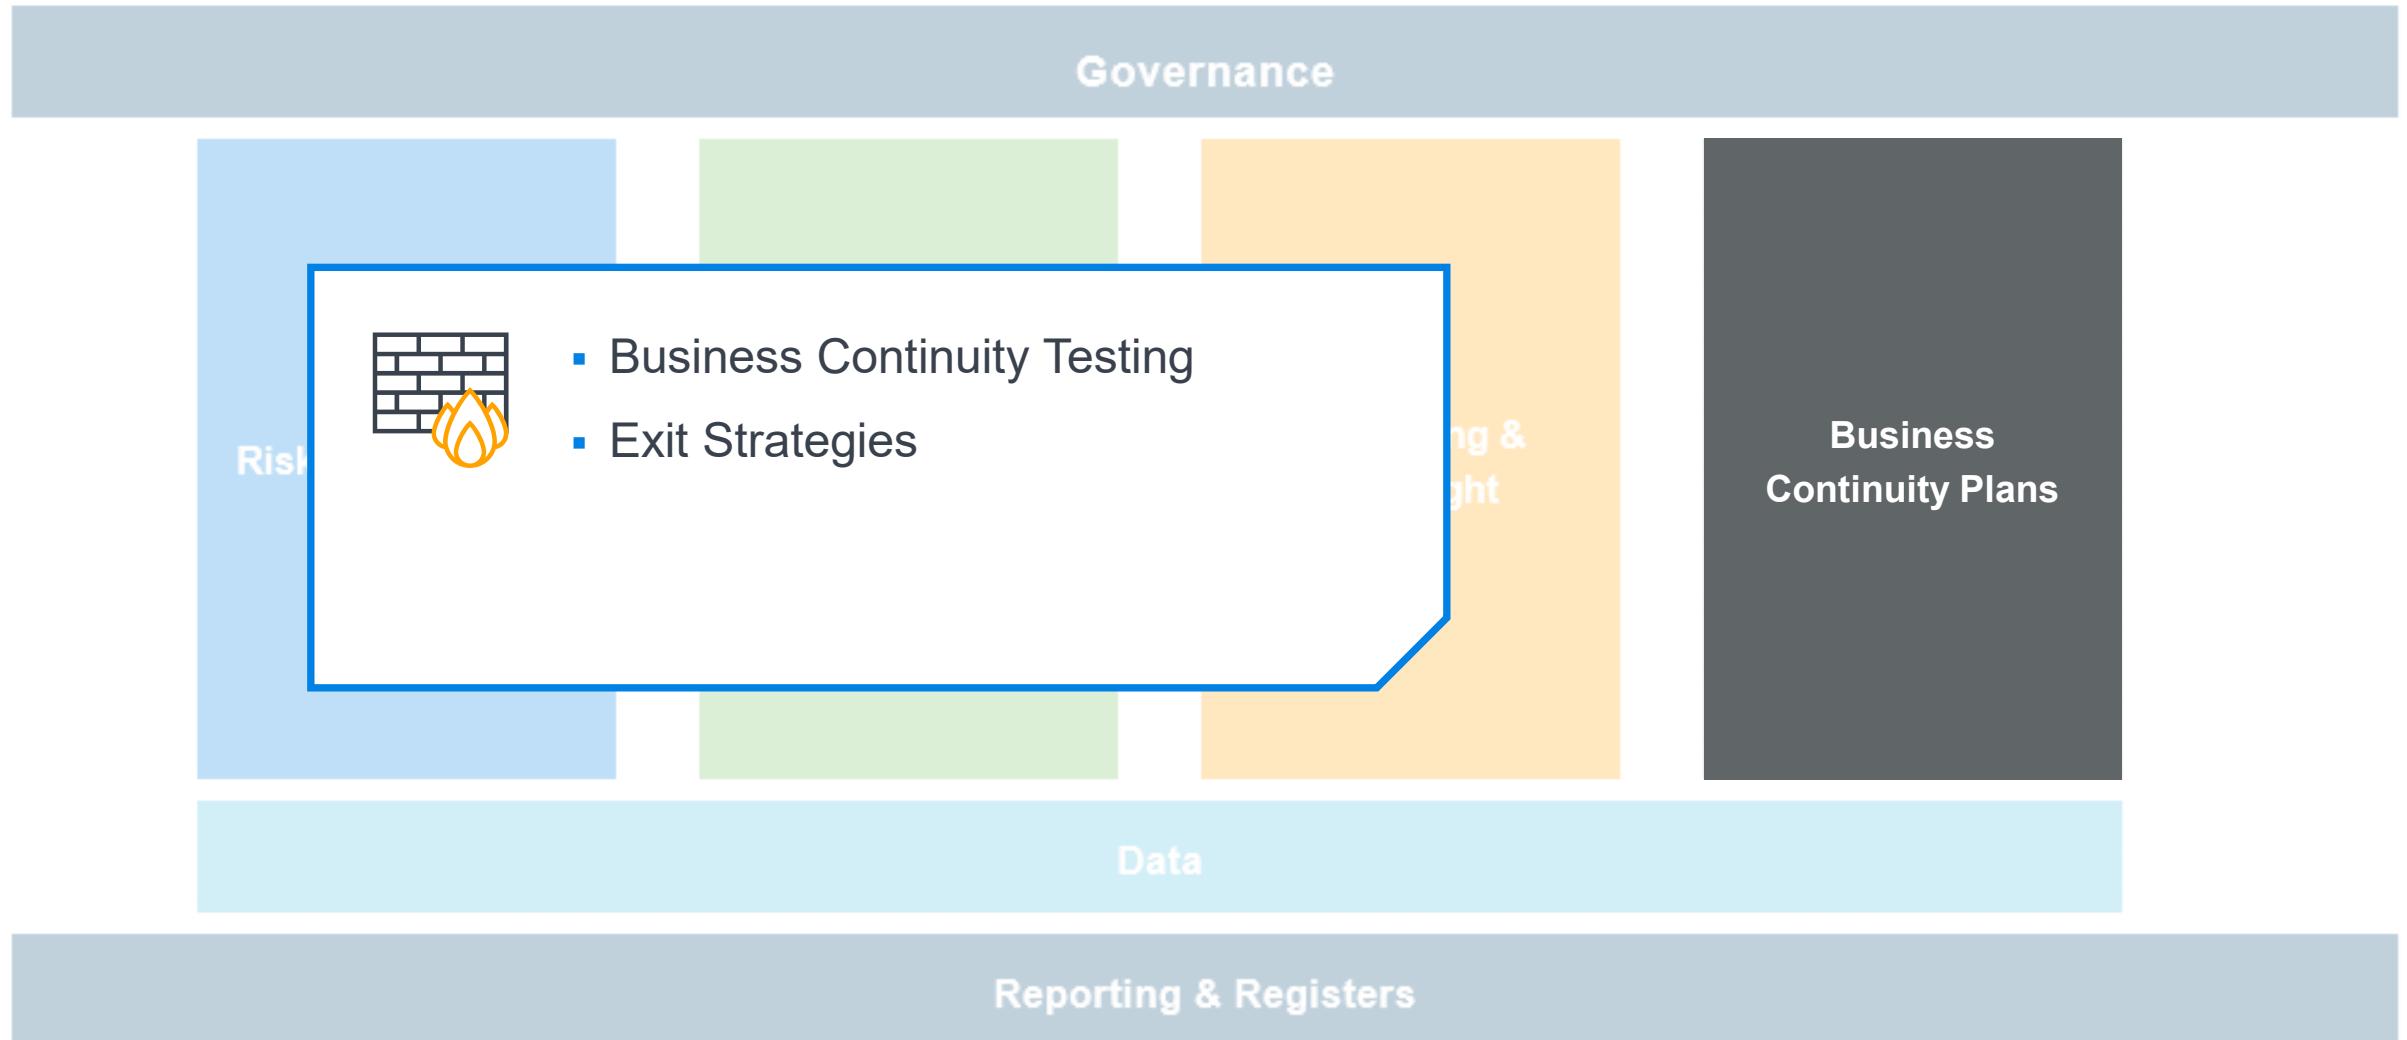 Governance
Business Continuity Testing
Exit Strategies
&
Business
Continuity Plans
Data
Reporting & Registers